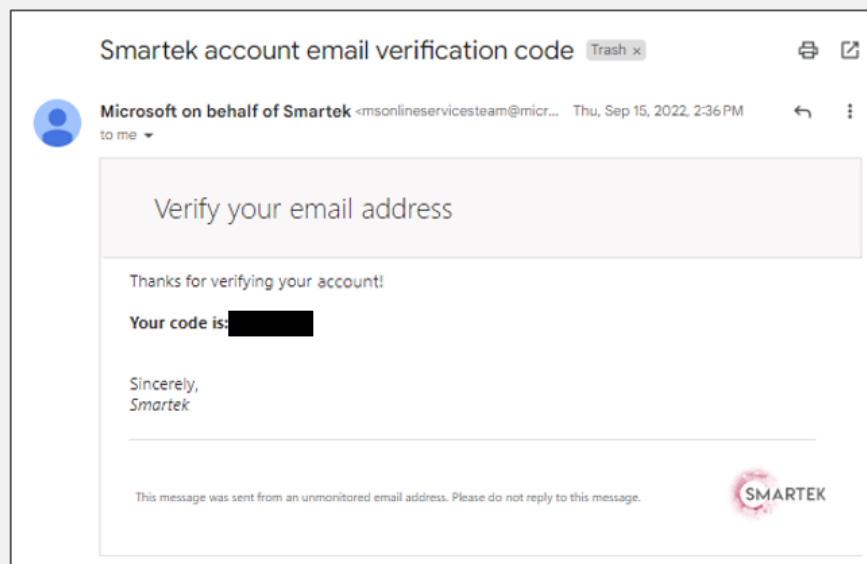 Smartek account email verification code Trash ×
Microsoft on behalf of Smartek <msonlineservicesteam@micr... Thu, Sep 15, 2022, 2:36 PM
to me
Verify your email address
Thanks for verifying your account!
Your code is:
Sincerely,
Smartek
This message was sent from an unmonitored email address. Please do not reply to this message.
SMARTEK